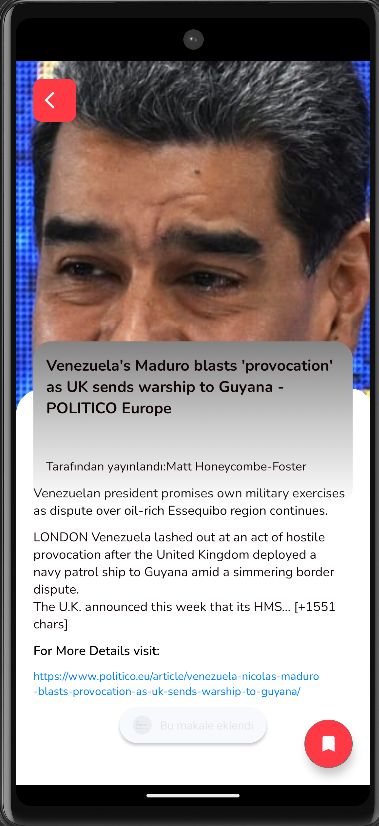 Venezuela's Maduro blasts 'provocation'
as UK sends warship to Guyana -
POLITICO Europe
Tarafından yayınlandı:Matt Honeycombe-Foster
Venezuelan president promises own military exercises
as dispute over oil-rich Essequibo region continues.
LONDON Venezuela lashed out at an act of hostile
provocation after the United Kingdom deployed a
navy patrol ship to Guyana amid a simmering border
dispute.
The U.K. announced this week that its HMS… [+1551
chars]
For More Details visit:
https://www.politico.eu/article/venezuela-nicolas-maduro
-blasts-provocation-as-uk-sends-warship-to-guyana/
Bu makale eklendi